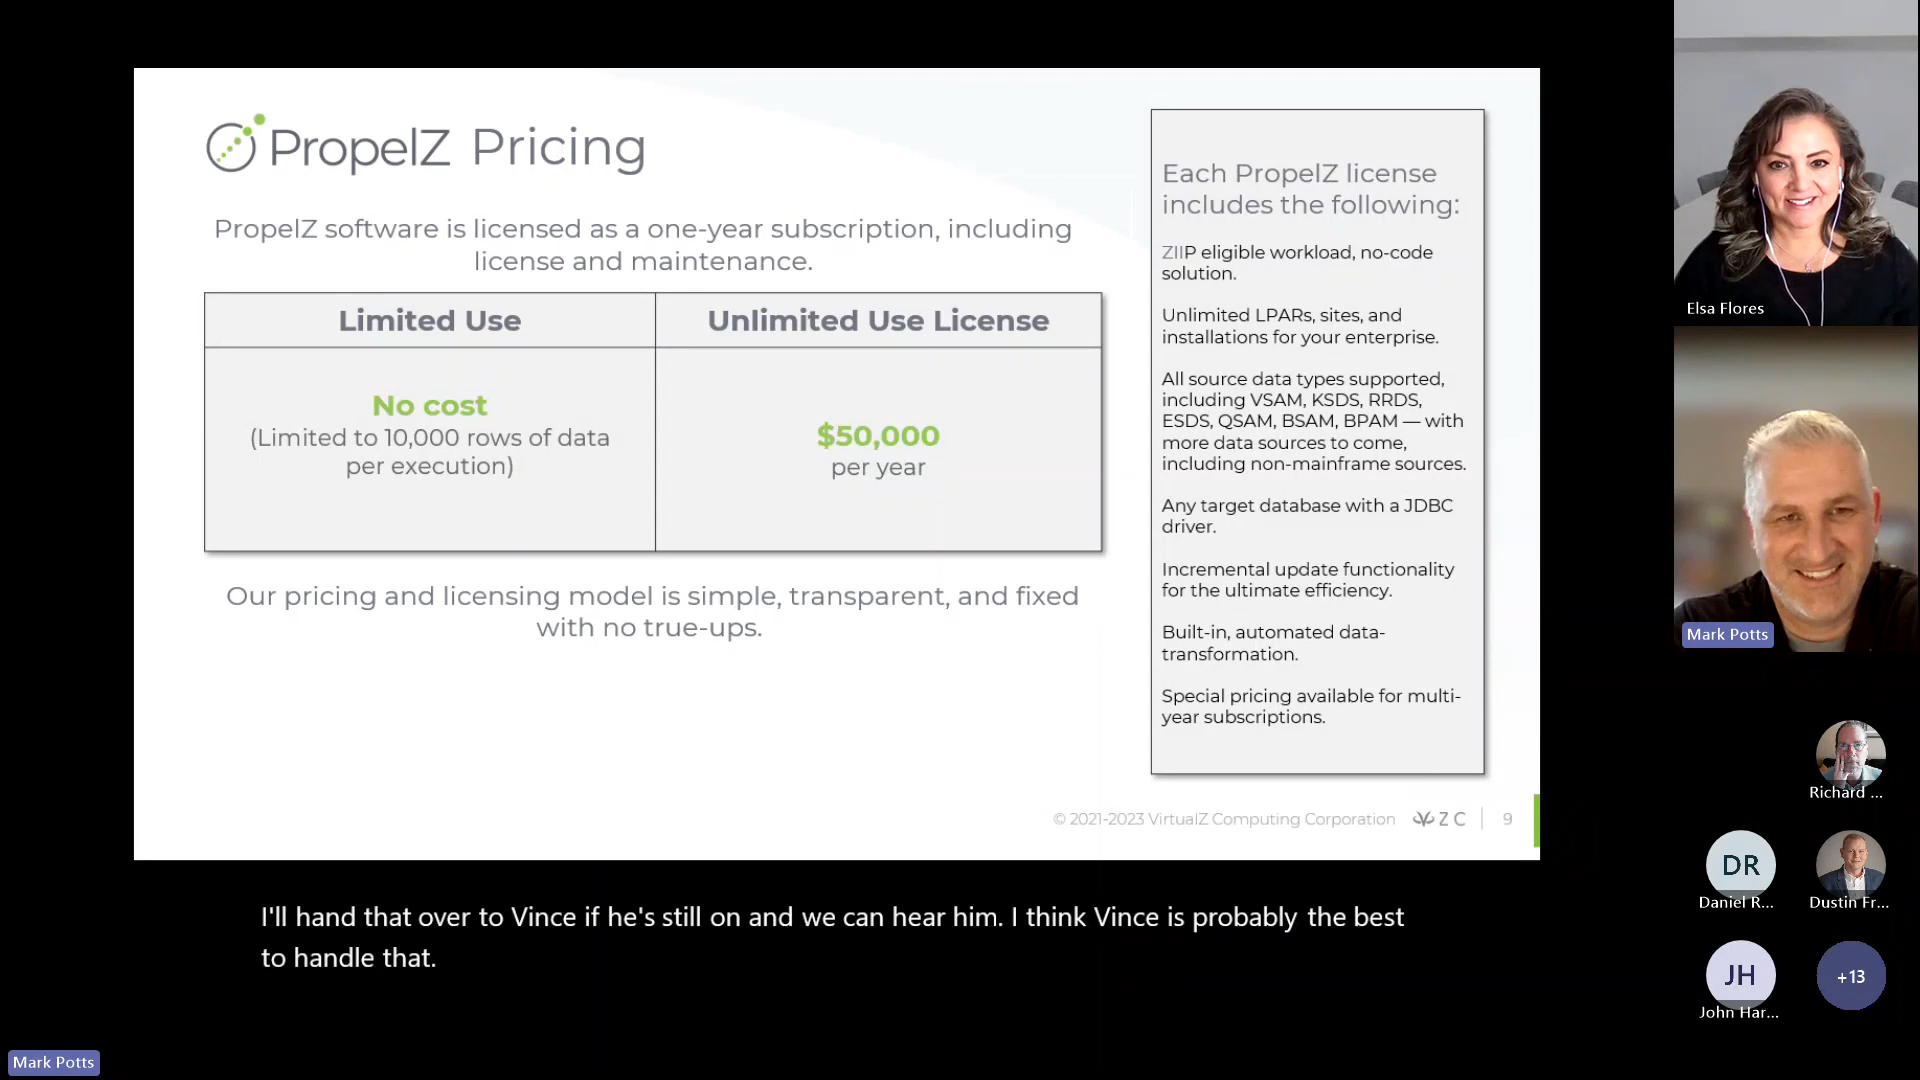 PropelZ Pricing
PropelZ software is licensed as a one-year subscription, including
license and maintenance.
Limited Use
Unlimited Use License
No cost
(Limited to 10,000 rows of data
per execution)
$50,000
per year
Our pricing and licensing model is simple, transparent, and fixed
with no true-ups.
Each PropelZ license
includes the following:
ZIIP eligible workload, no-code
solution.
Unlimited LPARs, sites, and
installations for your enterprise.
All source data types supported,
including VSAM, KSDS, RRDS,
ESDS, QSAM, BSAM, BPAM — with
more data sources to come,
including non-mainframe sources.
Any target database with a JDBC
driver.
Incremental update functionality
for the ultimate efficiency.
Built-in, automated data-
transformation.
Special pricing available for multi-
year subscriptions.
© 2021-2023 VirtualZ Computing Corporation
ZC
9
I'll hand that over to Vince if he's still on and we can hear him. I think Vince is probably the best
to handle that.
Mark Potts
Elsa Flores
Mark Potts
Richard ...
DR
Daniel R...
Dustin Fr...
JH
John Har...
+13